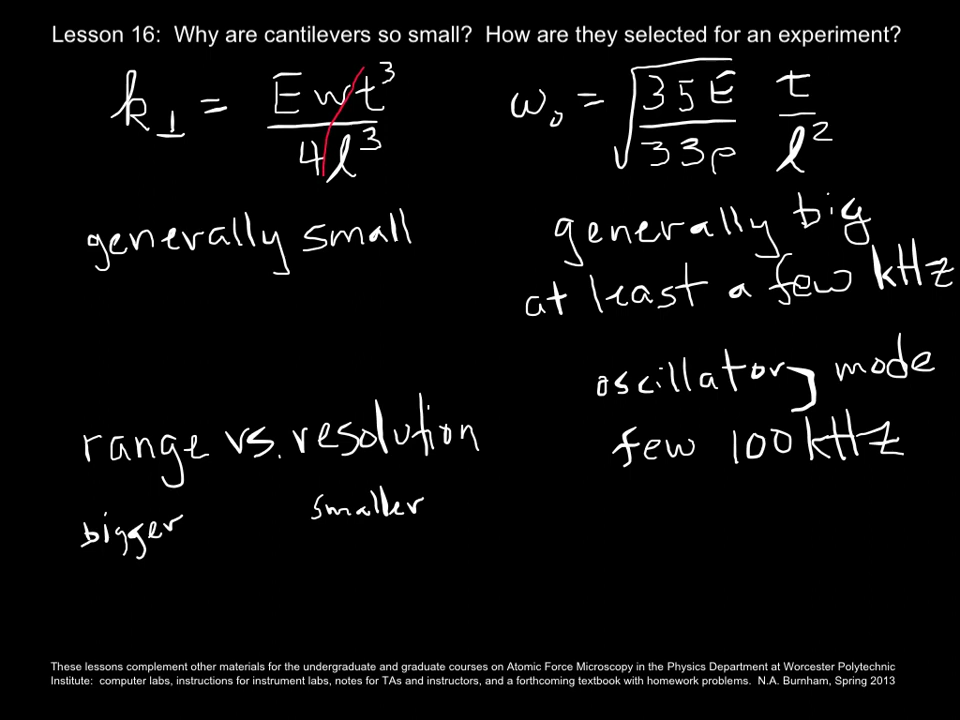 Lesson 16: Why are cantilevers so small? How are they selected for an experiment?
k⊥ = Ewt³ / 4l³
ω₀ = √(35E / 33ρ) t / l²
generally small
generally big
at least a few kHz
oscillatory mode
few 100 kHz
range vs. resolution
bigger smaller
These lessons complement other materials for the undergraduate and graduate courses on Atomic Force Microscopy in the Physics Department at Worcester Polytechnic
Institute: computer labs, instructions for instrument labs, notes for TAs and instructors, and a forthcoming textbook with homework problems. N.A. Burnham, Spring 2013